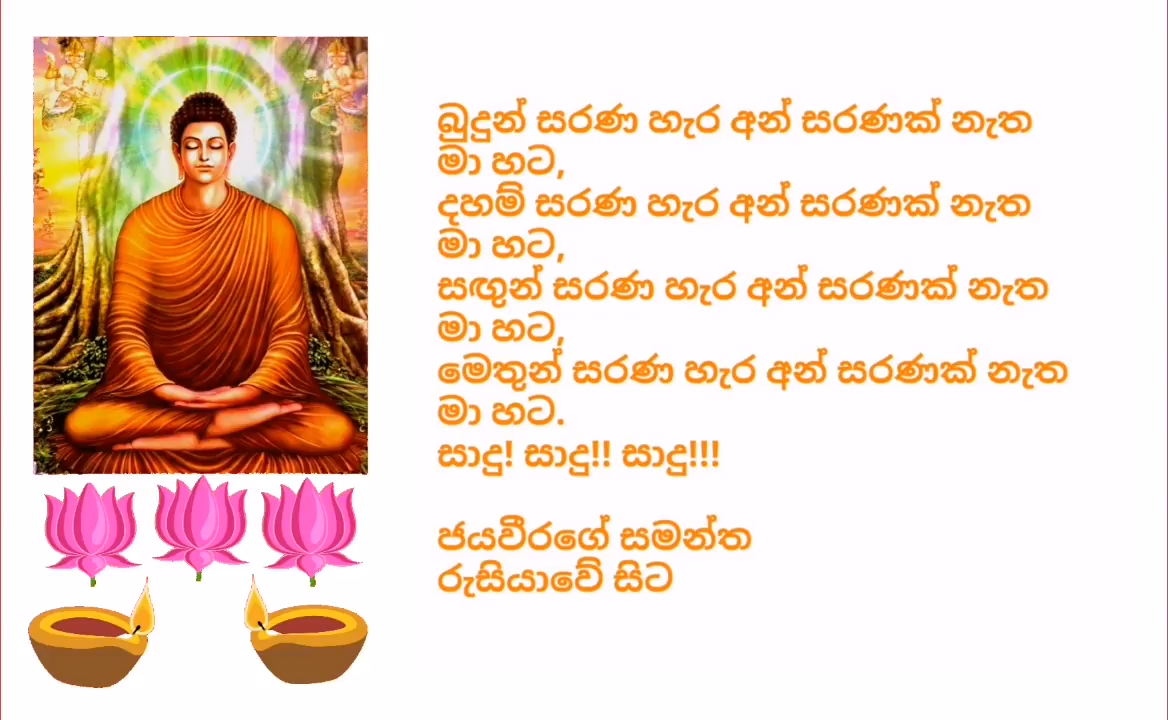 බුදුන් සරණ හැර අන් සරණක් නැත
මා හට,
දහම් සරණ හැර අන් සරණක් නැත
මා හට,
සඟුන් සරණ හැර අන් සරණක් නැත
මා හට,
මෙතුන් සරණ හැර අන් සරණක් නැත
මා හට.
සාදු! සාදු!! සාදු!!!
ජයවීරගේ සමන්ත
රුසියාවේ සිට